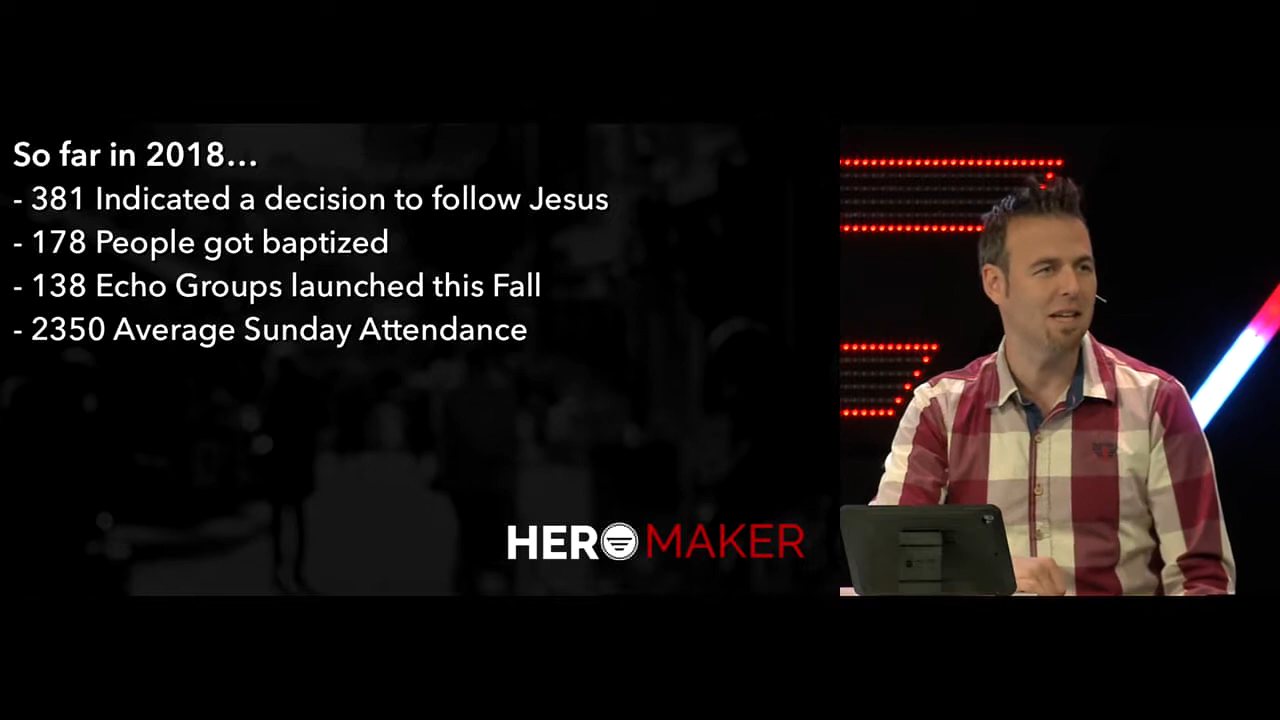 So far in 2018...
- 381 Indicated a decision to follow Jesus
- 178 People got baptized
- 138 Echo Groups launched this Fall
- 2350 Average Sunday Attendance
HERO MAKER